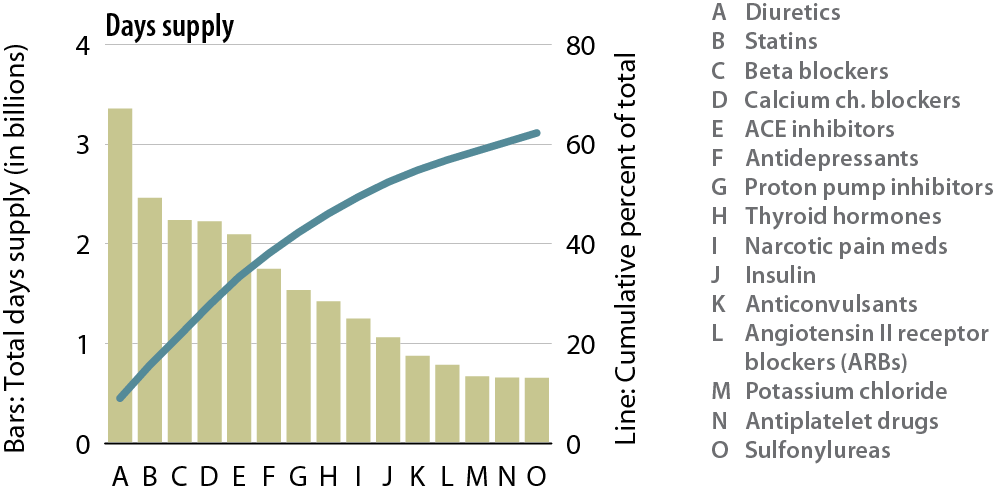 Days supply
Bars: Total days supply (in billions)
4
3
2
1
0
80
60
40
20
0
Line: Cumulative percent of total
A B C D E F G H I J K L M N O
A Diuretics
B Statins
C Beta blockers
D Calcium ch. blockers
E ACE inhibitors
F Antidepressants
G Proton pump inhibitors
H Thyroid hormones
I Narcotic pain meds
J Insulin
K Anticonvulsants
L Angiotensin II receptor
blockers (ARBs)
M Potassium chloride
N Antiplatelet drugs
O Sulfonylureas